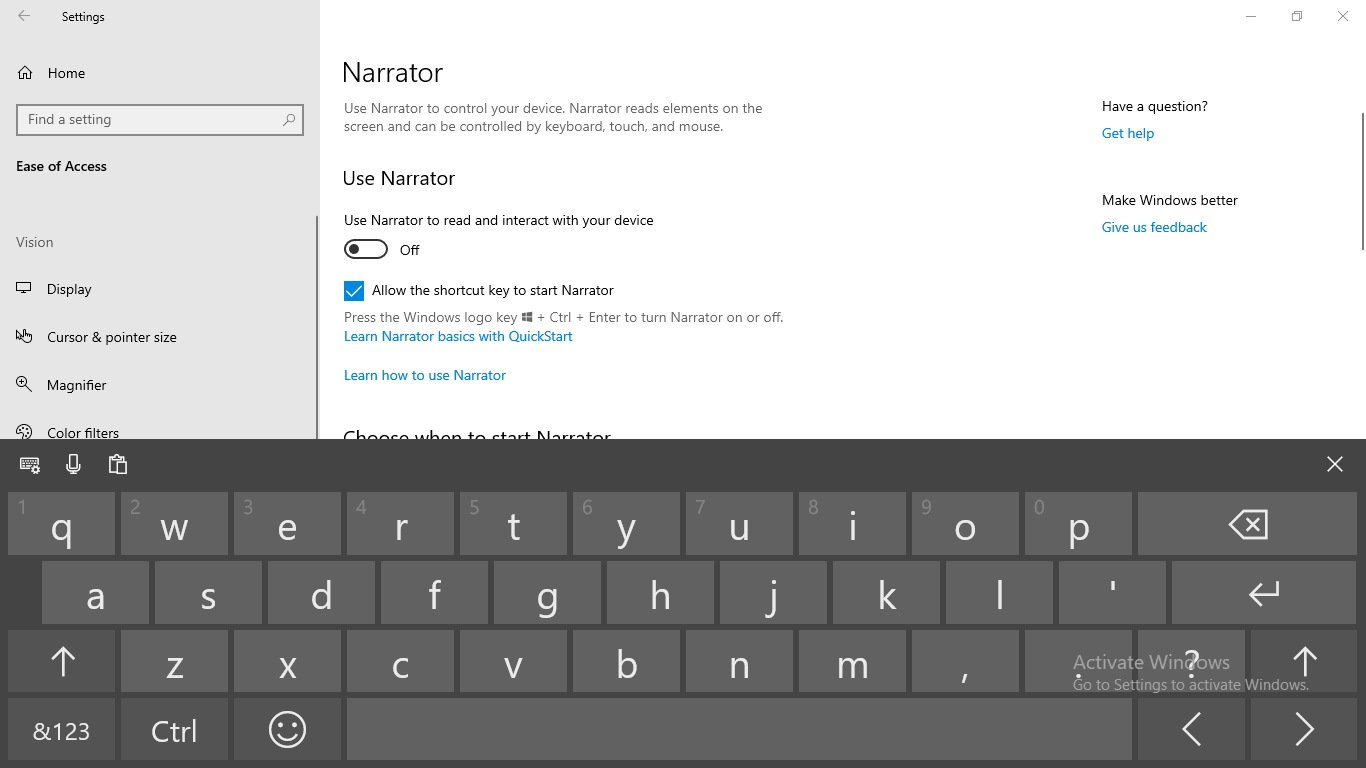 Settings
Home
Find a setting
Ease of Access
Vision
Display
Cursor & pointer size
Magnifier
Color filters
Narrator
Use Narrator to control your device. Narrator reads elements on the
screen and can be controlled by keyboard, touch, and mouse.
Use Narrator
Use Narrator to read and interact with your device
Off
Allow the shortcut key to start Narrator
Press the Windows logo key + Ctrl + Enter to turn Narrator on or off.
Learn Narrator basics with QuickStart
Learn how to use Narrator
Choose when to start Narrator
Have a question?
Get help
Make Windows better
Give us feedback
1 q 2 w 3 e 4 r 5 t 6 y 7 u 8 i 9 o 0 p
a s d f g h j k l '
z x c v b n m , . ?
&123 Ctrl
Activate Windows
Go to Settings to activate Windows.